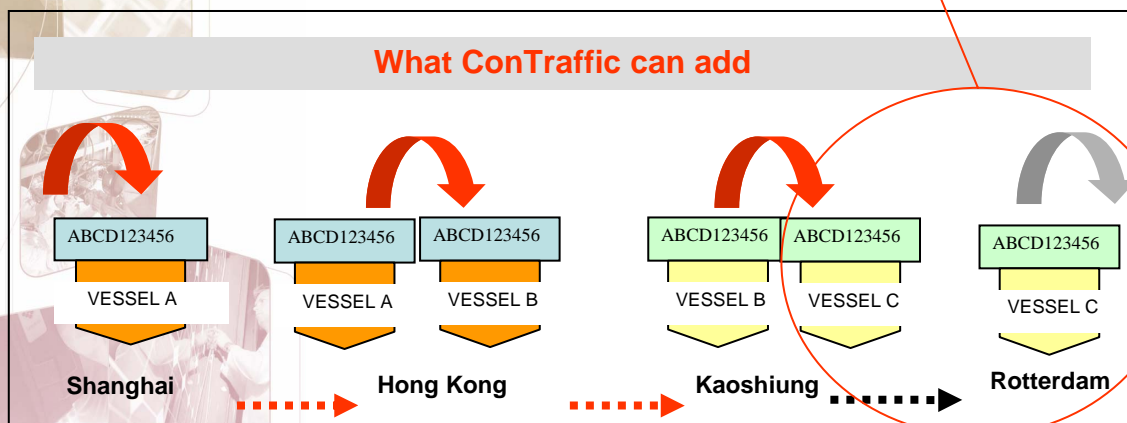 What ConTraffic can add
ABCD123456
ABCD123456
ABCD123456
ABCD123456
ABCD123456
ABCD123456
VESSEL A
VESSEL A
VESSEL B
VESSEL B
VESSEL C
VESSEL C
Shanghai
Hong Kong
Kaoshiung
Rotterdam